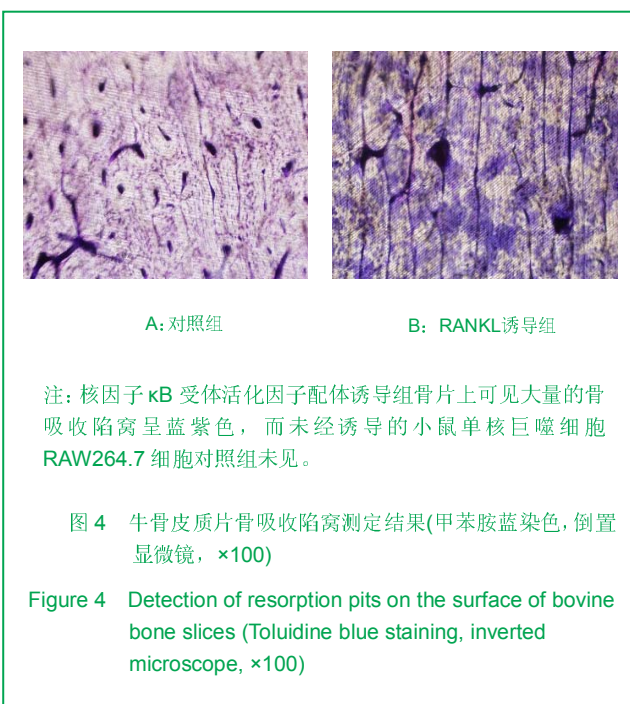 A:对照组
B：RANKL诱导组
注：核因子κB 受体活化因子配体诱导组骨片上可见大量的骨
吸收陷窝呈蓝紫色，而未经诱导的小鼠单核巨噬细胞
RAW264.7 细胞对照组未见。
图 4 牛骨皮质片骨吸收陷窝测定结果(甲苯胺蓝染色，倒置
显微镜，×100)
Figure 4 Detection of resorption pits on the surface of bovine
bone slices (Toluidine blue staining, inverted
microscope, ×100)